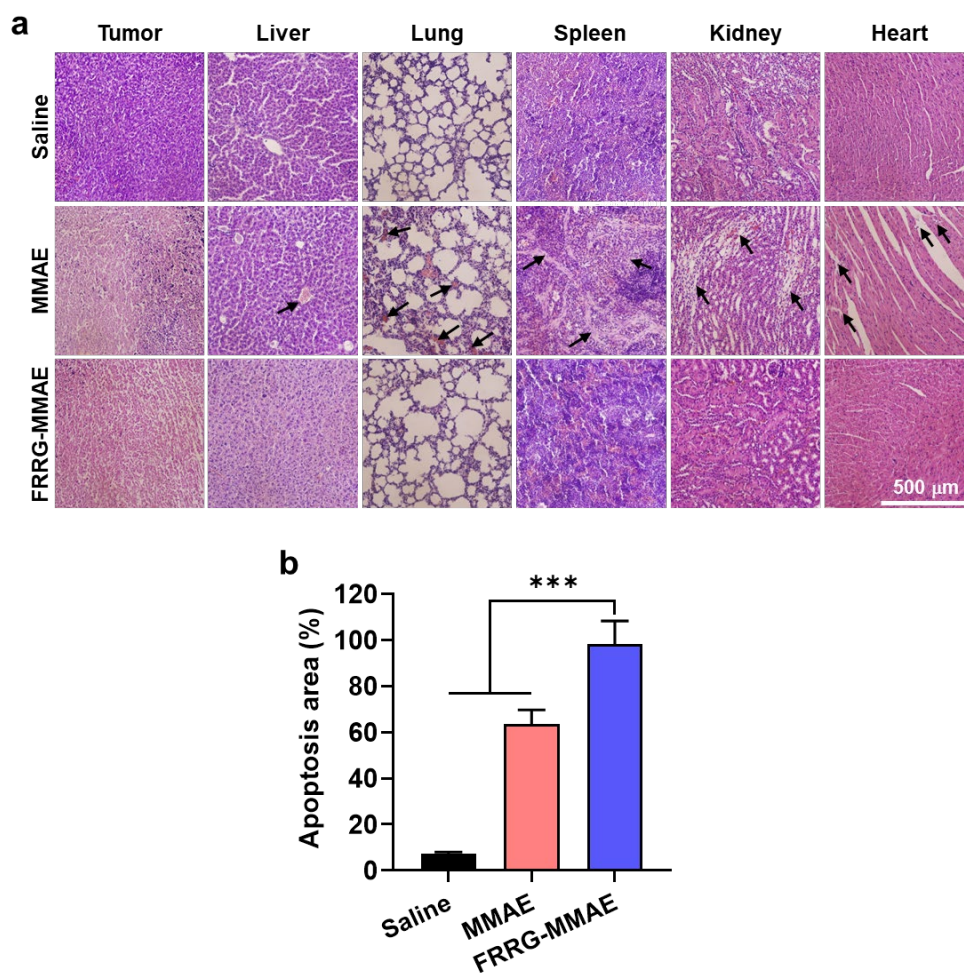 a
Tumor Liver Lung Spleen Kidney Heart
Saline
MMAE
FRRG-MMAE
500 μm
b
***
Apoptosis area (%)
120
100
80
60
40
20
0
Saline
MMAE
FRRG-MMAE